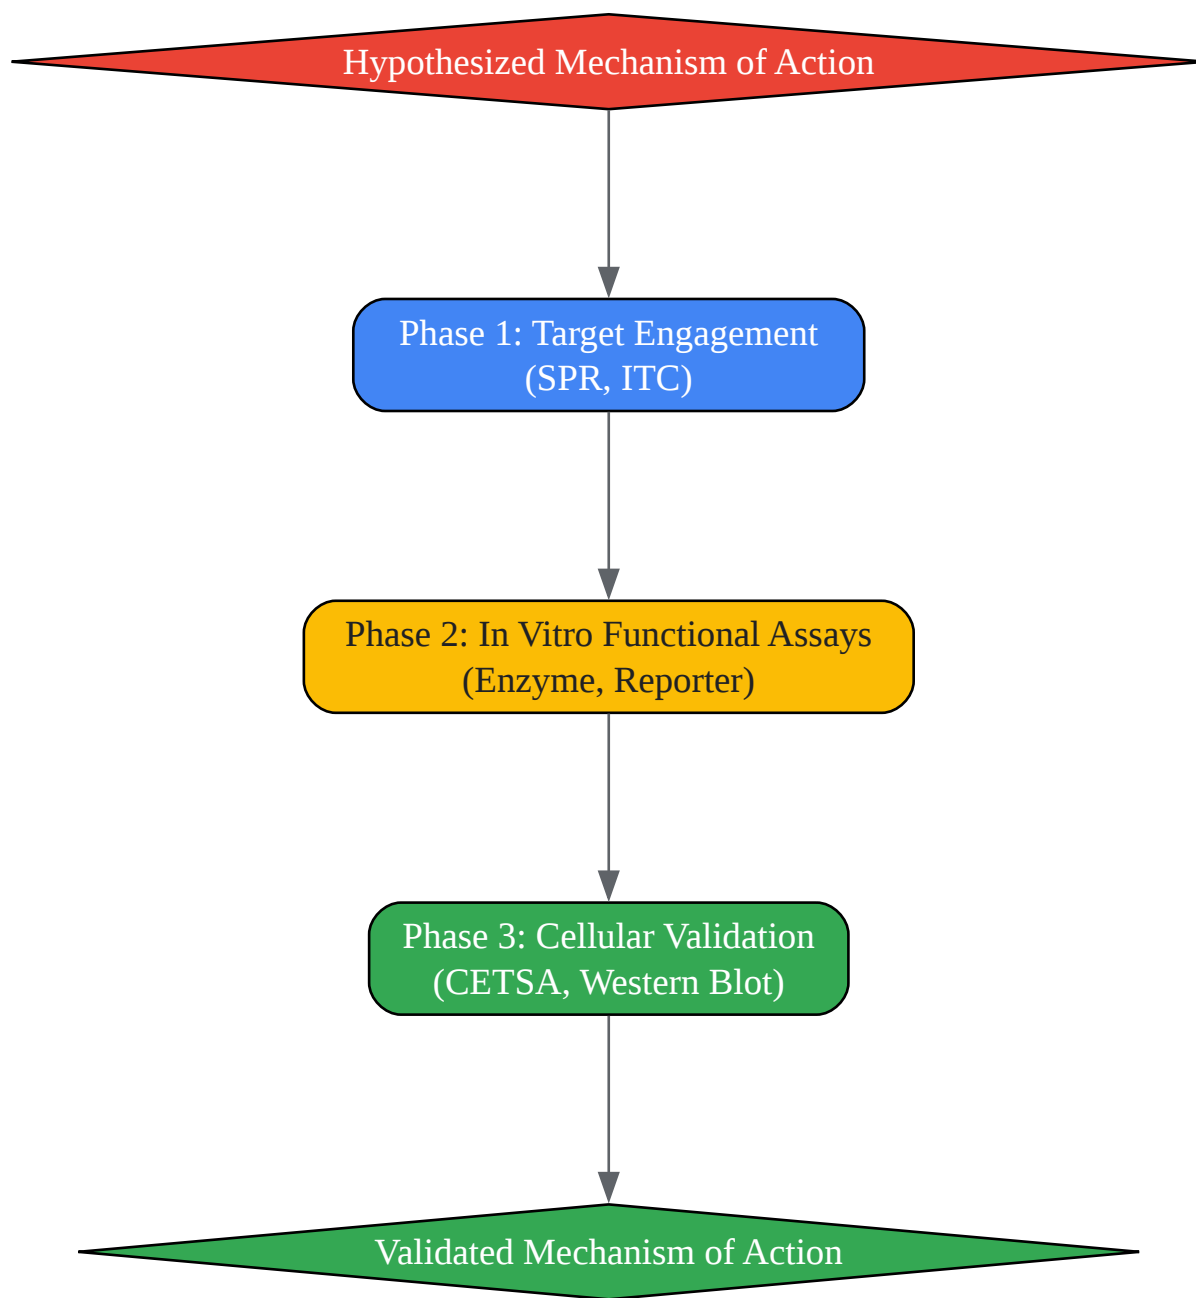 Hypothesized Mechanism of Action
Phase 1: Target Engagement
(SPR, ITC)
Phase 2: In Vitro Functional Assays
(Enzyme, Reporter)
Phase 3: Cellular Validation
(CETSA, Western Blot)
Validated Mechanism of Action